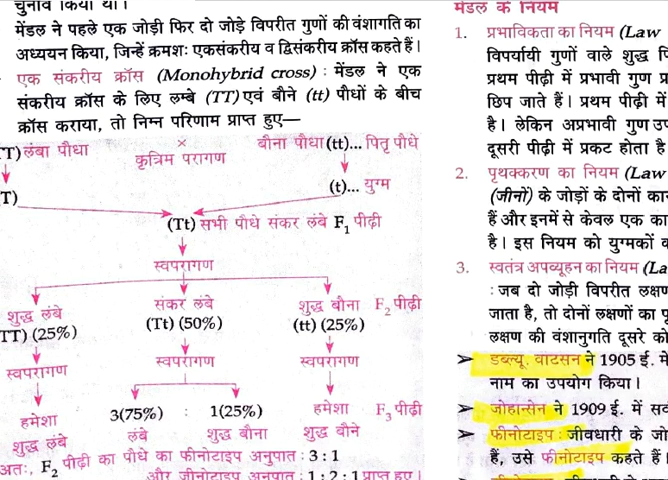 चुनाव किया था।
मेंडल ने पहले एक जोड़ी फिर दो जोड़े विपरीत गुणों की वंशागति का
अध्ययन किया, जिन्हें क्रमशः एकसंकरीय व द्विसंकरीय क्रॉस कहते हैं।
एक संकरीय क्रॉस (Monohybrid cross) : मेंडल ने एक
संकरीय क्रॉस के लिए लम्बे (TT) एवं बौने (tt) पौधों के बीच
क्रॉस कराया, तो निम्न परिणाम प्राप्त हुए—
TT) लंबा पौधा × बौना पौधा (tt)... पितृ पौधे
कृत्रिम परागण
T) (t)... युग्म
(Tt) सभी पौधे संकर लंबे F₁ पीढ़ी
स्वपरागण
शुद्ध लंबे संकर लंबे शुद्ध बौना F₂ पीढ़ी
TT) (25%) (Tt) (50%) (tt) (25%)
स्वपरागण स्वपरागण स्वपरागण
हमेशा 3(75%) : 1(25%) हमेशा F₃ पीढ़ी
शुद्ध लंबे लंबे शुद्ध बौना शुद्ध बौने
अतः, F₂ पीढ़ी का पौधे का फीनोटाइप अनुपात : 3 : 1
और जीनोटाइप अनुपात : 1 : 2 : 1 प्राप्त हुए।
मेंडल के नियम
1. प्रभाविकता का नियम (Law
विपर्यायी गुणों वाले शुद्ध
प्रथम पीढ़ी में प्रभावी गुण
छिप जाते हैं। प्रथम पीढ़ी में
है। लेकिन अप्रभावी गुण
दूसरी पीढ़ी में प्रकट होता है
2. पृथक्करण का नियम (Law
(जीनों) के जोड़ों के दोनों
हैं और इनमें से केवल एक का
है। इस नियम को युग्मकों
3. स्वतंत्र अपव्यूहन का नियम (La
: जब दो जोड़ी विपरीत
जाता है, तो दोनों लक्षणों का
लक्षण की वंशानुगति दूसरे
➢ डब्ल्यू. वाटसन ने 1905 ई. में
नाम का उपयोग किया।
➢ जोहान्सेन ने 1909 ई. में
➢ फीनोटाइप : जीवधारी के जो
हैं, उसे फीनोटाइप कहते हैं।